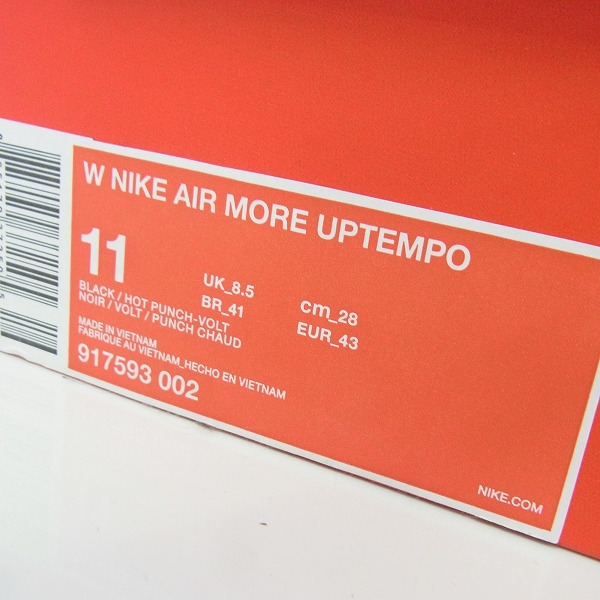 W NIKE AIR MORE UPTEMPO
11
UK_8.5
cm_28
BR_41
EUR_43
BLACK / HOT PUNCH-VOLT
NOIR / VOLT / PUNCH CHAUD
MADE IN VIETNAM
FABRIQUE AU VIETNAM_HECHO EN VIETNAM
917593 002
NIKE.COM